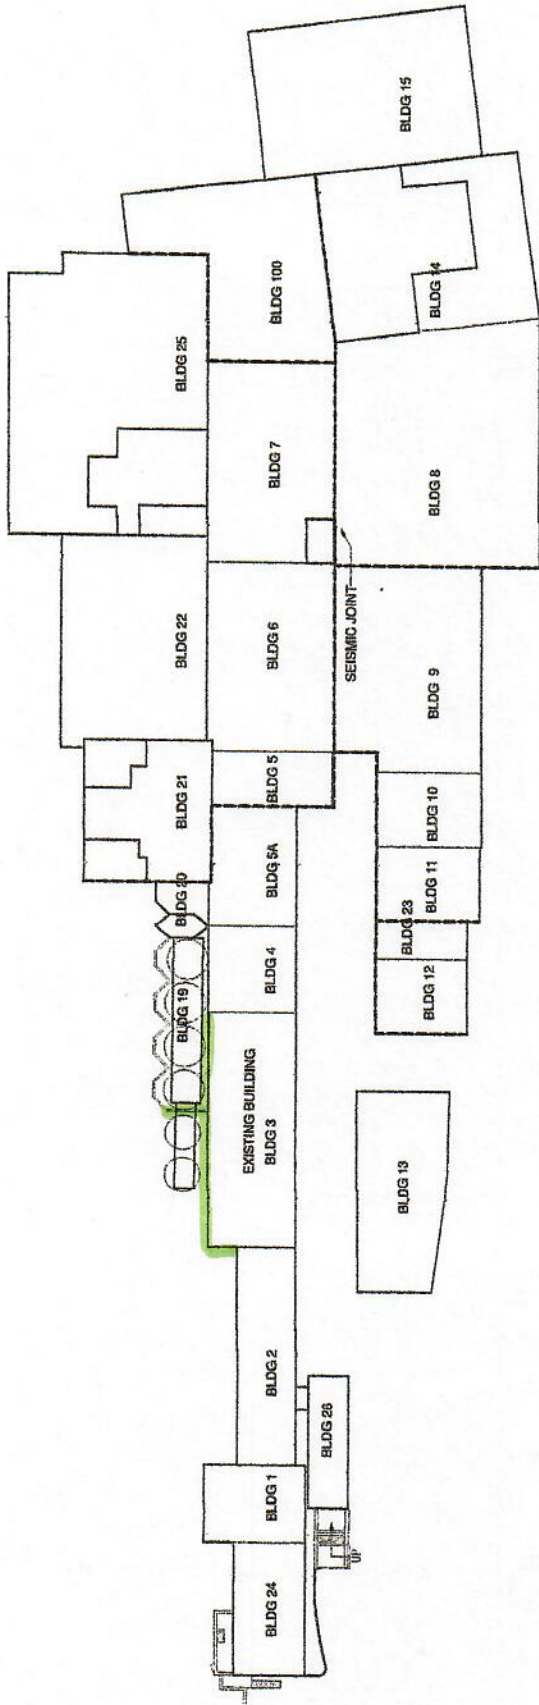 BLDG 15
BLDG 14
BLDG 100
BLDG 25
BLDG 7
BLDG 8
SEISMIC JOINT
BLDG 22
BLDG 6
BLDG 9
BLDG 21
BLDG 5
BLDG 10
BLDG 20
BLDG 5A
BLDG 11
BLDG 23
BLDG 19
BLDG 4
BLDG 12
EXISTING BUILDING
BLDG 3
BLDG 13
BLDG 2
BLDG 26
BLDG 1
BLDG 24
UP